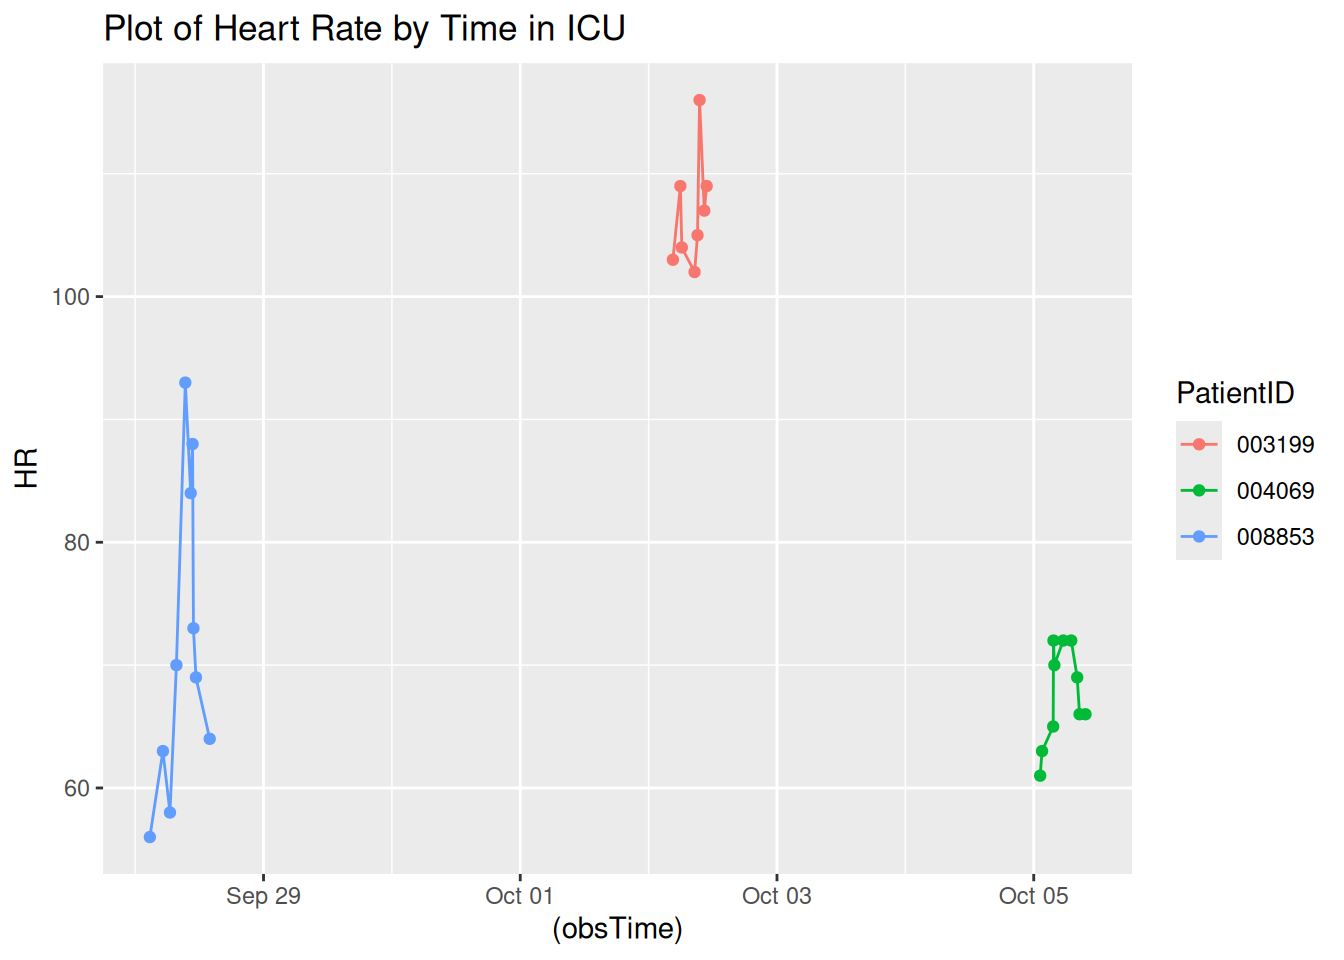 Plot of Heart Rate by Time in ICU
HR
100
80
60
Sep 29
Oct 01
Oct 03
Oct 05
(obsTime)
PatientID
003199
004069
008853